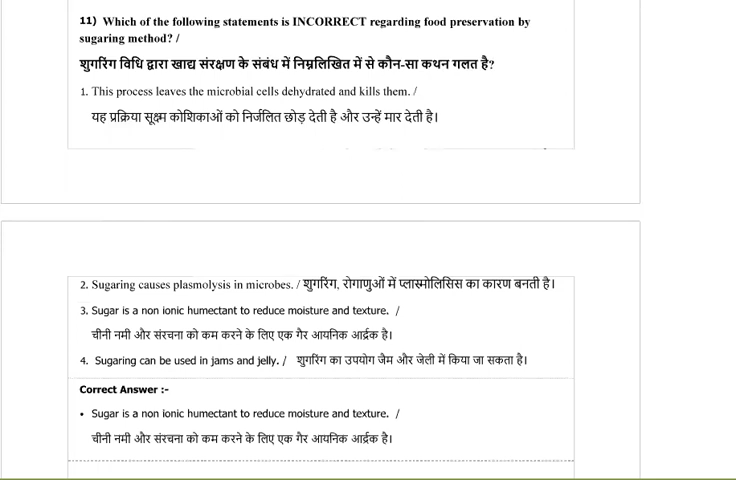 11) Which of the following statements is INCORRECT regarding food preservation by
sugaring method? /
शुगरिंग विधि द्वारा खाद्य संरक्षण के संबंध में निम्नलिखित में से कौन-सा कथन गलत है?
1. This process leaves the microbial cells dehydrated and kills them. /
यह प्रक्रिया सूक्ष्म कोशिकाओं को निर्जलित छोड़ देती है और उन्हें मार देती है।
2. Sugaring causes plasmolysis in microbes. / शुगरिंग, रोगाणुओं में प्लास्मोलिसिस का कारण बनती है।
3. Sugar is a non ionic humectant to reduce moisture and texture. /
चीनी नमी और संरचना को कम करने के लिए एक गैर आयनिक आर्द्रक है।
4. Sugaring can be used in jams and jelly. / शुगरिंग का उपयोग जैम और जेली में किया जा सकता है।
Correct Answer :-
• Sugar is a non ionic humectant to reduce moisture and texture. /
चीनी नमी और संरचना को कम करने के लिए एक गैर आयनिक आर्द्रक है।